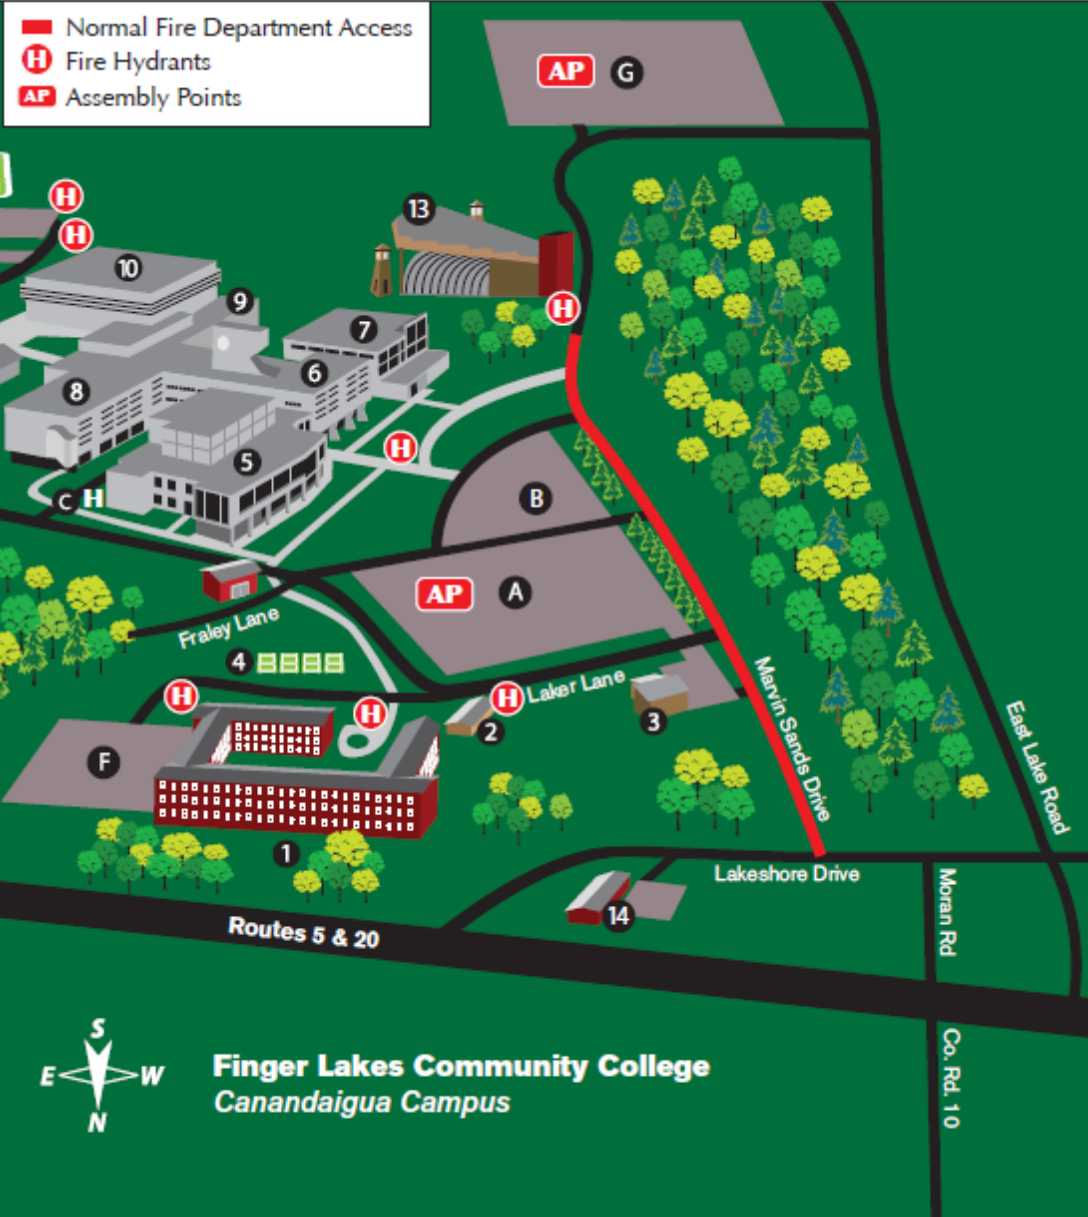 Normal Fire Department Access
H Fire Hydrants
AP Assembly Points
AP G
H
H
13
10
9
H
7
6
8
H
5
B
C H
AP A
Fraley Lane
4
H
H
H
Laker Lane
3
2
Marvin Sands Drive
East Lake Road
F
1
Lakeshore Drive
14
Moran Rd
Routes 5 & 20
Co. Rd. 10
S
E W
N
Finger Lakes Community College
Canandaigua Campus